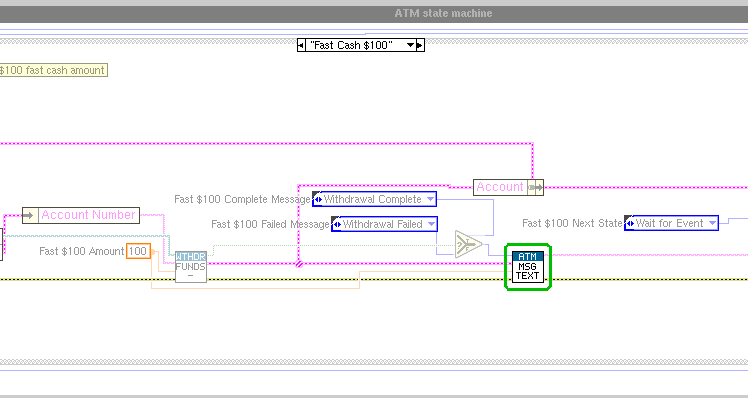 ATM state machine
"Fast Cash $100"
$100 fast cash amount
Account
Fast $100 Complete Message
Withdrawal Complete
Account Number
Fast $100 Failed Message
Withdrawal Failed
Fast $100 Next State
Wait for Event
Fast $100 Amount
100
WTHDR
FUNDS
ATM
MSG
TEXT